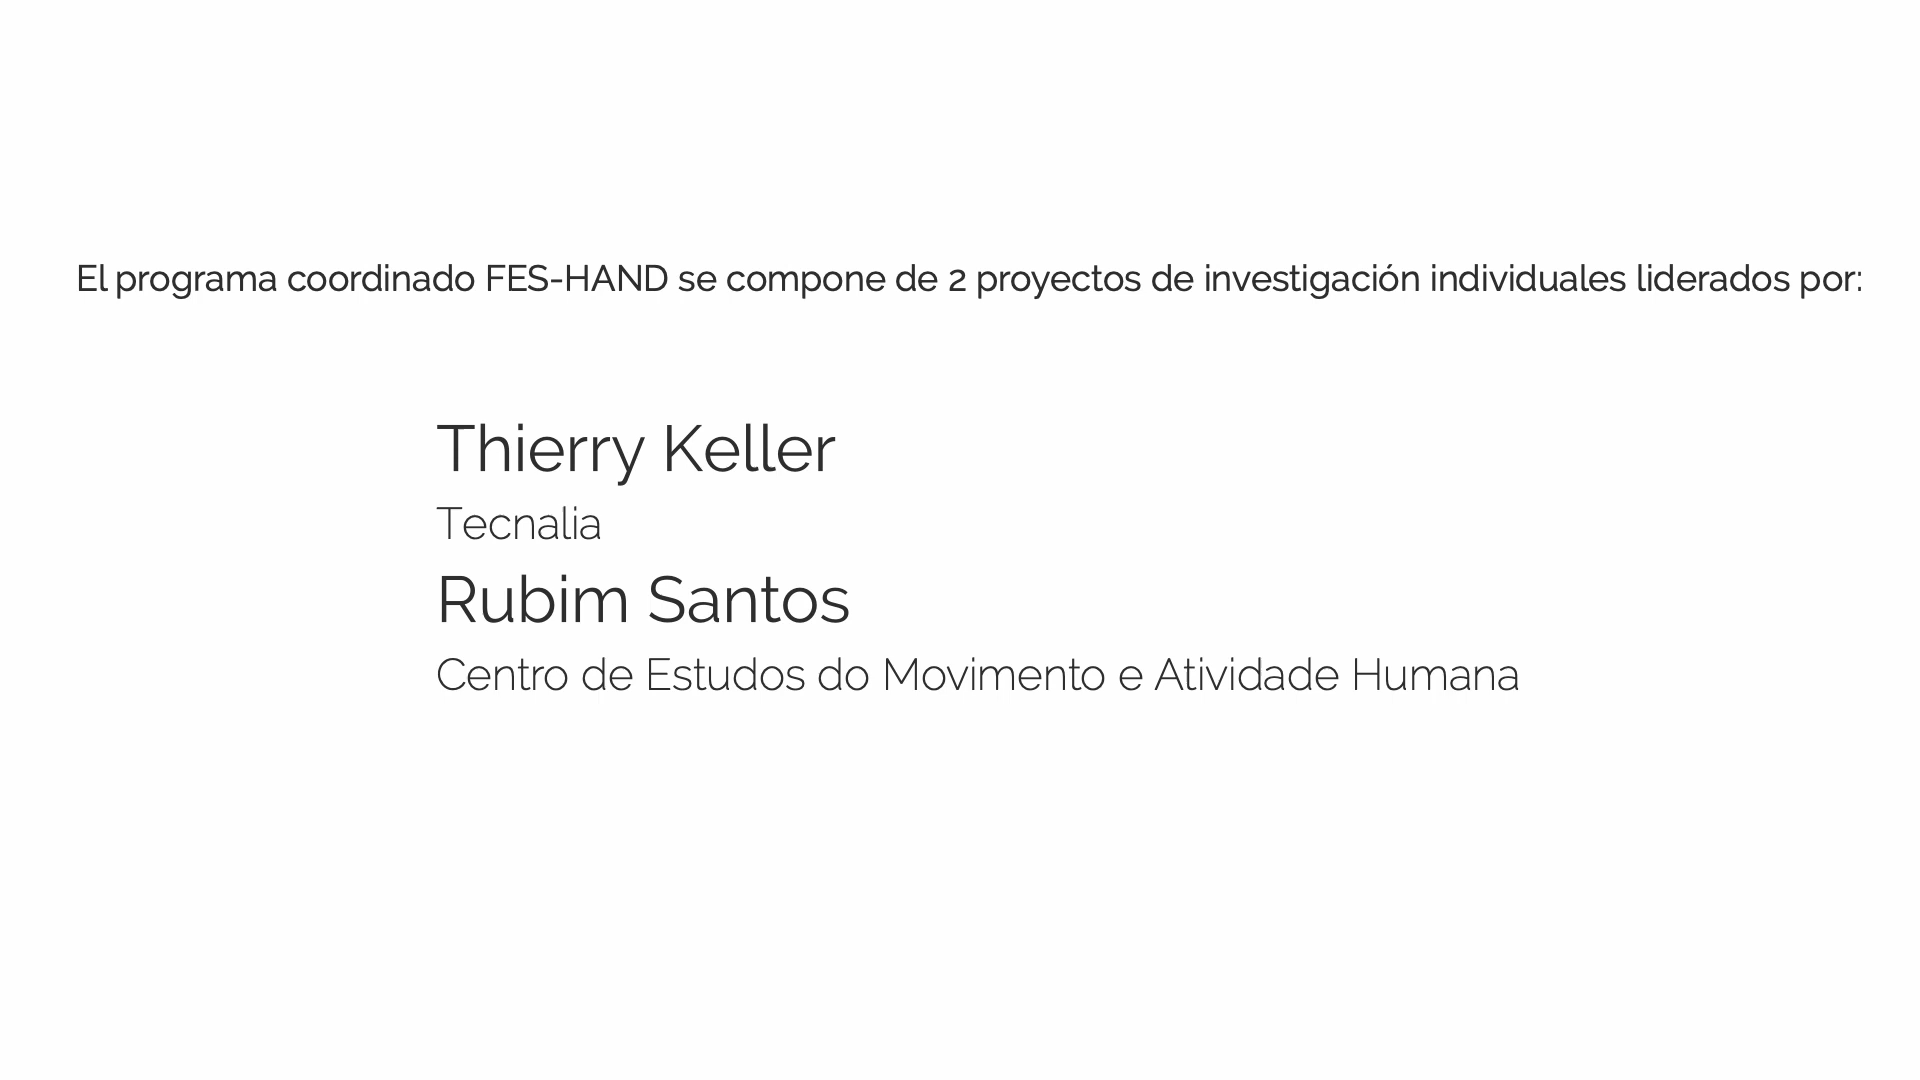 El programa coordinado FES-HAND se compone de 2 proyectos de investigación individuales liderados por:
Thierry Keller
Tecnalia
Rubim Santos
Centro de Estudos do Movimento e Atividade Humana